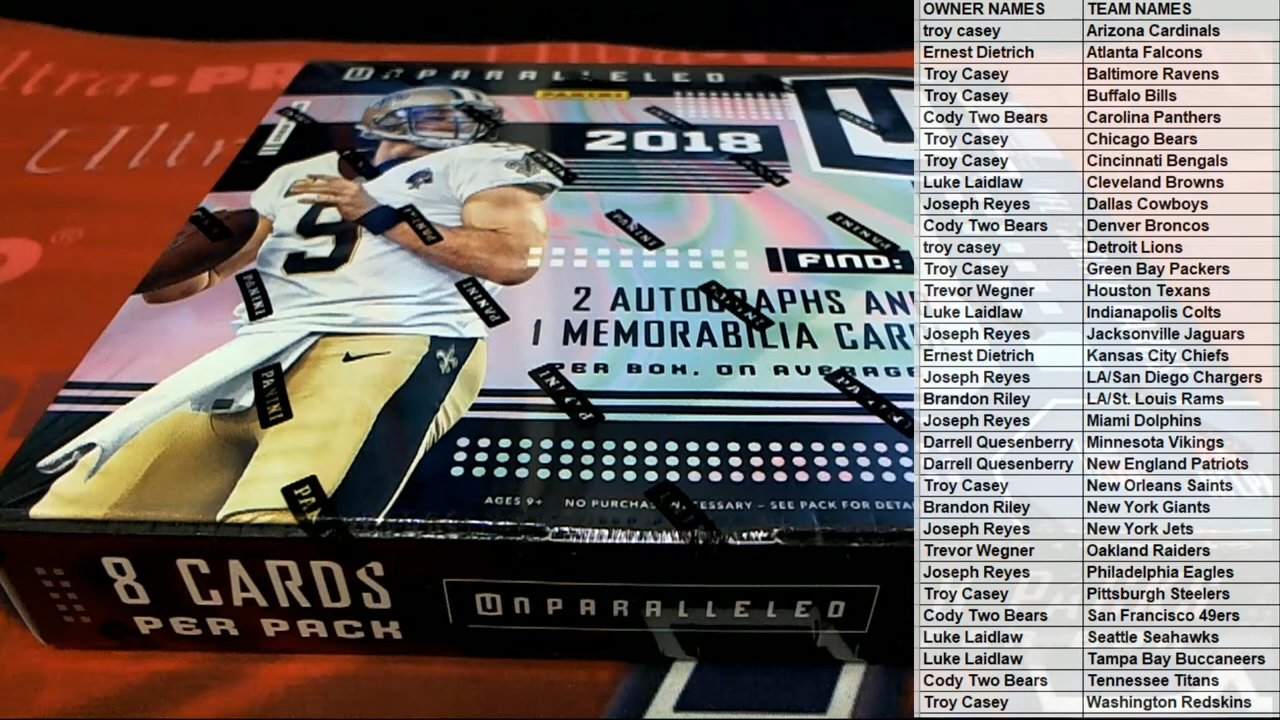 UNPARALLELED
PANINI
2018
FIND:
2 AUTOGRAPHS AN
1 MEMORABILIA CAR
PER BOX, ON AVERAGE
AGES 9+ NO PURCHASE NECESSARY – SEE PACK FOR DETA
8 CARDS
PER PACK
UNPARALLELED
OWNER NAMES TEAM NAMES
troy casey Arizona Cardinals
Ernest Dietrich Atlanta Falcons
Troy Casey Baltimore Ravens
Troy Casey Buffalo Bills
Cody Two Bears Carolina Panthers
Troy Casey Chicago Bears
Troy Casey Cincinnati Bengals
Luke Laidlaw Cleveland Browns
Joseph Reyes Dallas Cowboys
Cody Two Bears Denver Broncos
troy casey Detroit Lions
Troy Casey Green Bay Packers
Trevor Wegner Houston Texans
Luke Laidlaw Indianapolis Colts
Joseph Reyes Jacksonville Jaguars
Ernest Dietrich Kansas City Chiefs
Joseph Reyes LA/San Diego Chargers
Brandon Riley LA/St. Louis Rams
Joseph Reyes Miami Dolphins
Darrell Quesenberry Minnesota Vikings
Darrell Quesenberry New England Patriots
Troy Casey New Orleans Saints
Brandon Riley New York Giants
Joseph Reyes New York Jets
Trevor Wegner Oakland Raiders
Joseph Reyes Philadelphia Eagles
Troy Casey Pittsburgh Steelers
Cody Two Bears San Francisco 49ers
Luke Laidlaw Seattle Seahawks
Luke Laidlaw Tampa Bay Buccaneers
Cody Two Bears Tennessee Titans
Troy Casey Washington Redskins